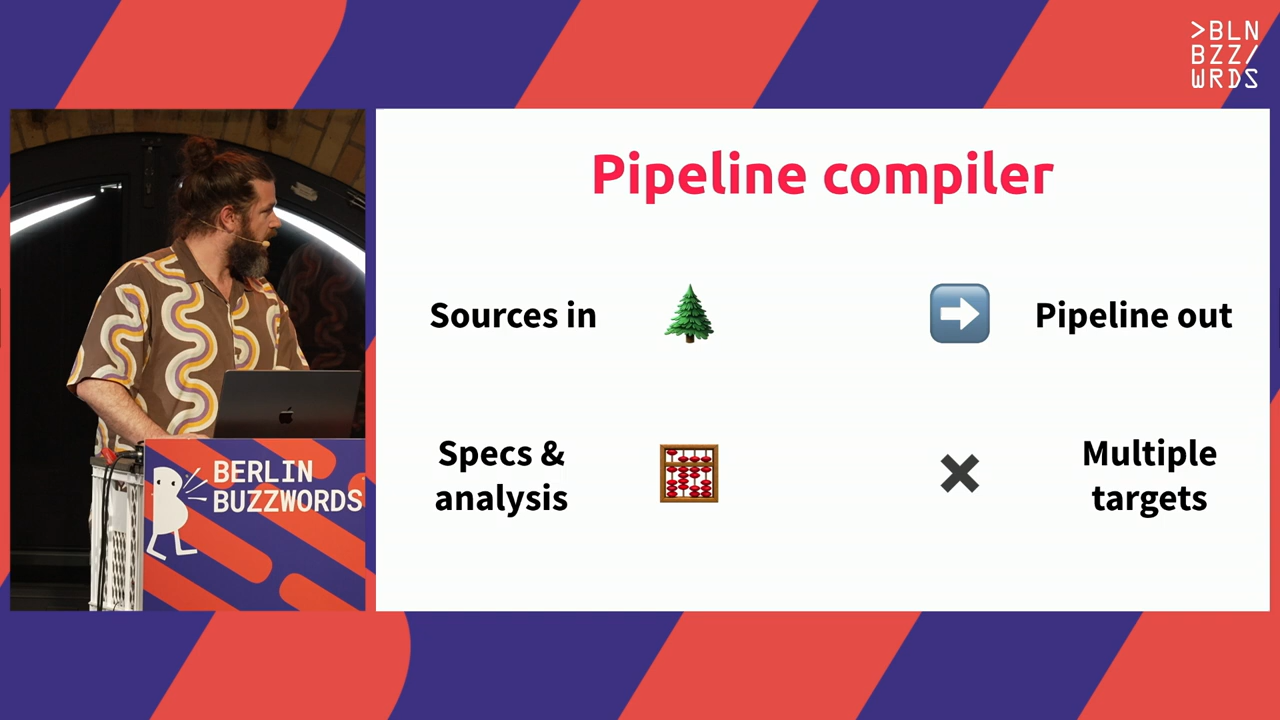 >BLN
BZZ/
WRDS
Pipeline compiler
Sources in
Pipeline out
Specs &
analysis
Multiple
targets
BERLIN
BUZZWORDS